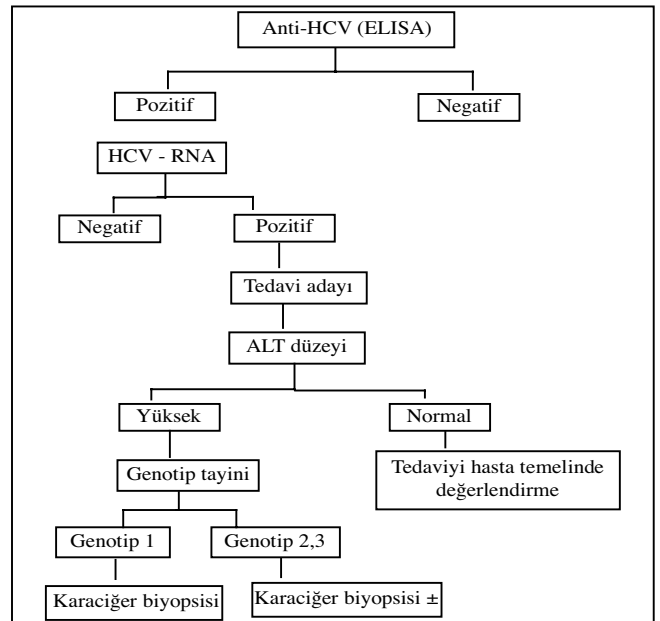 Anti-HCV (ELISA)
Pozitif
Negatif
HCV - RNA
Negatif
Pozitif
Tedavi adayı
ALT düzeyi
Yüksek
Normal
Genotip tayini
Tedaviyi hasta temelinde
değerlendirme
Genotip 1
Genotip 2,3
Karaciğer biyopsisi
Karaciğer biyopsisi ±